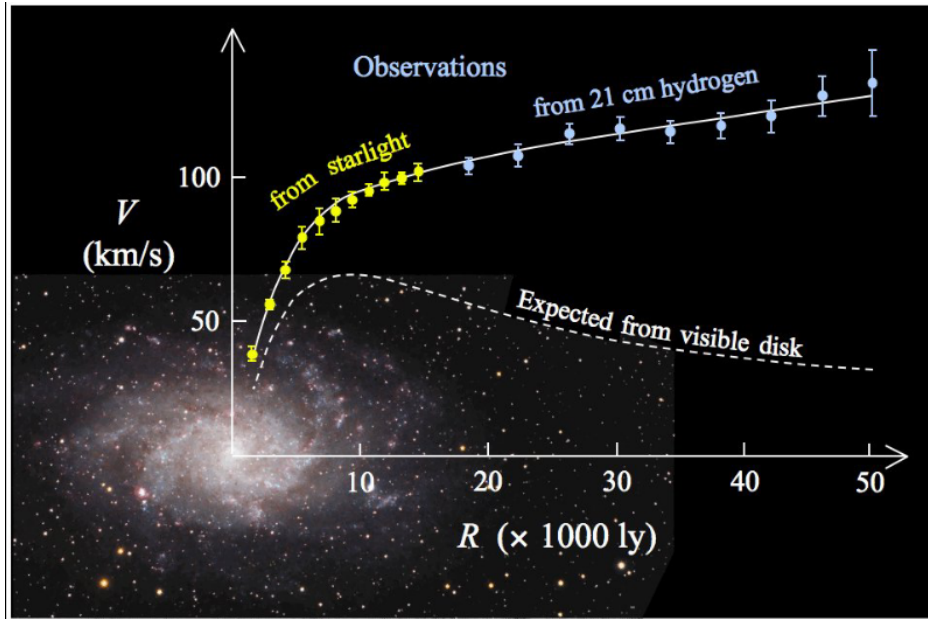 Observations
from 21 cm hydrogen
from starlight
100
V
(km/s)
50
Expected from visible disk
10
20
30
40
50
R (× 1000 ly)